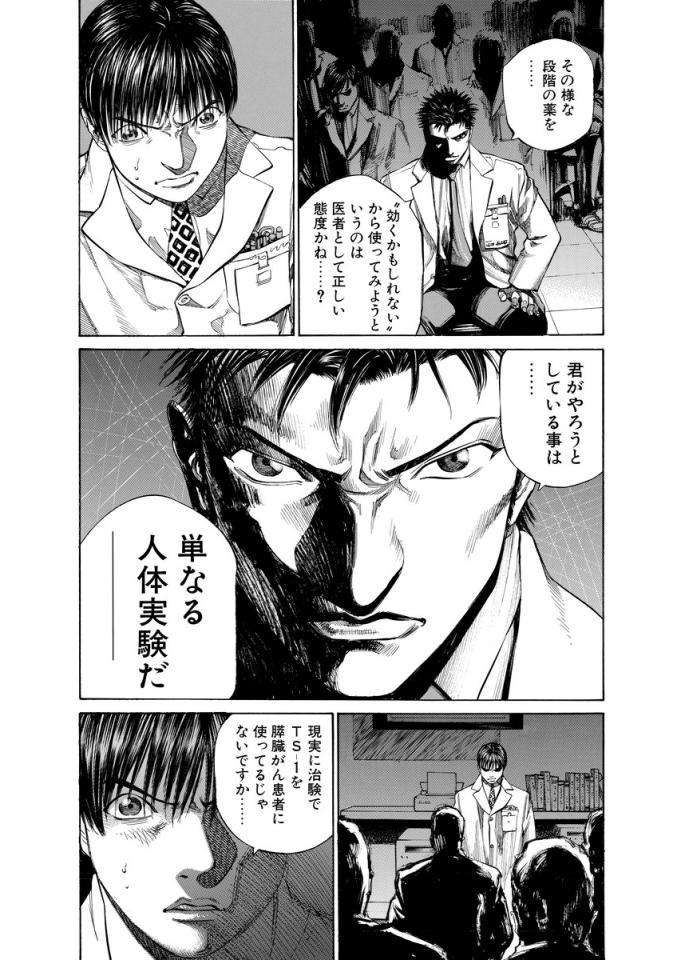 その様な
段階の薬を
……
〝効くかもしれない〟
から使ってみようと
いうのは
医者として正しい
態度かね……?
君がやろうと
している事は
……
単なる
人体実験だ
――
現実に治験で
TS-1を
膵臓がん患者に
使ってるじゃ
ないですか……